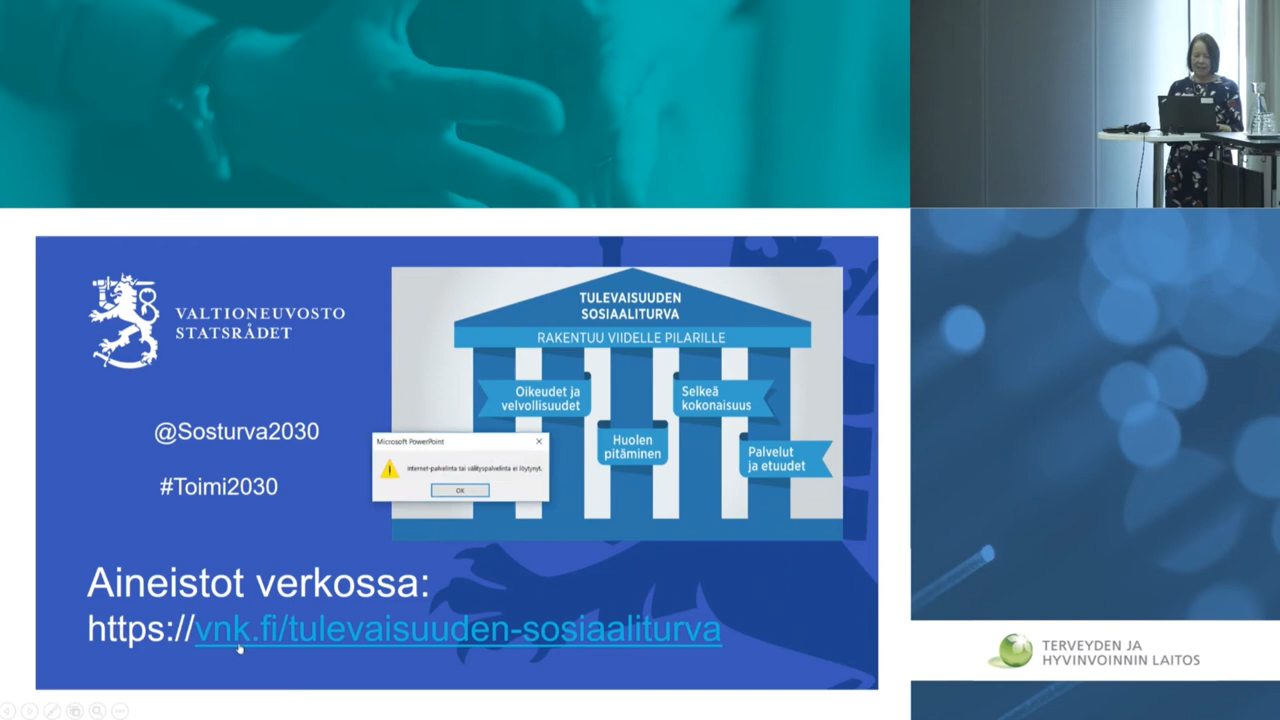 VALTIONEUVOSTO
STATSRÅDET
@Sosturva2030
#Toimi2030
TULEVAISUUDEN
SOSIAALITURVA
RAKENTUU VIIDELLE PILARILLE
Oikeudet ja
velvollisuudet
Selkeä
kokonaisuus
Huolen
pitäminen
Palvelut
ja etuudet
Microsoft PowerPoint
Internet-palvelinta tai välityspalvelinta ei löytynyt.
OK
Aineistot verkossa:
https://vnk.fi/tulevaisuuden-sosiaaliturva
TERVEYDEN JA
HYVINVOINNIN LAITOS